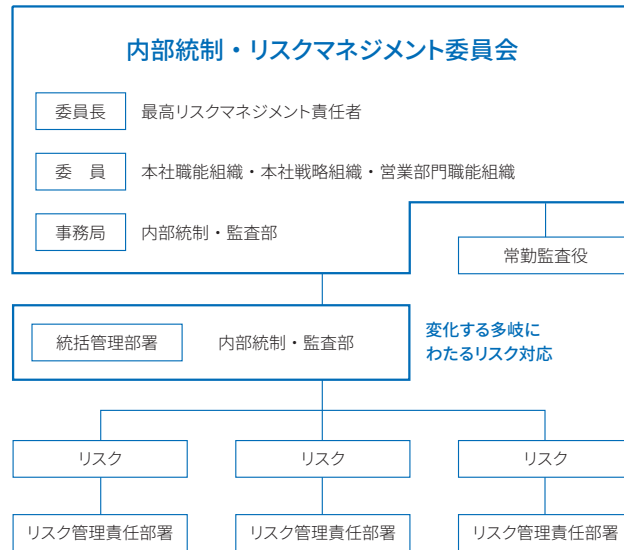 内部統制・リスクマネジメント委員会
委員長 最高リスクマネジメント責任者
委　員 本社職能組織・本社戦略組織・営業部門職能組織
事務局 内部統制・監査部
常勤監査役
統括管理部署 内部統制・監査部
変化する多岐に
わたるリスク対応
リスク リスク リスク
リスク管理責任部署 リスク管理責任部署 リスク管理責任部署